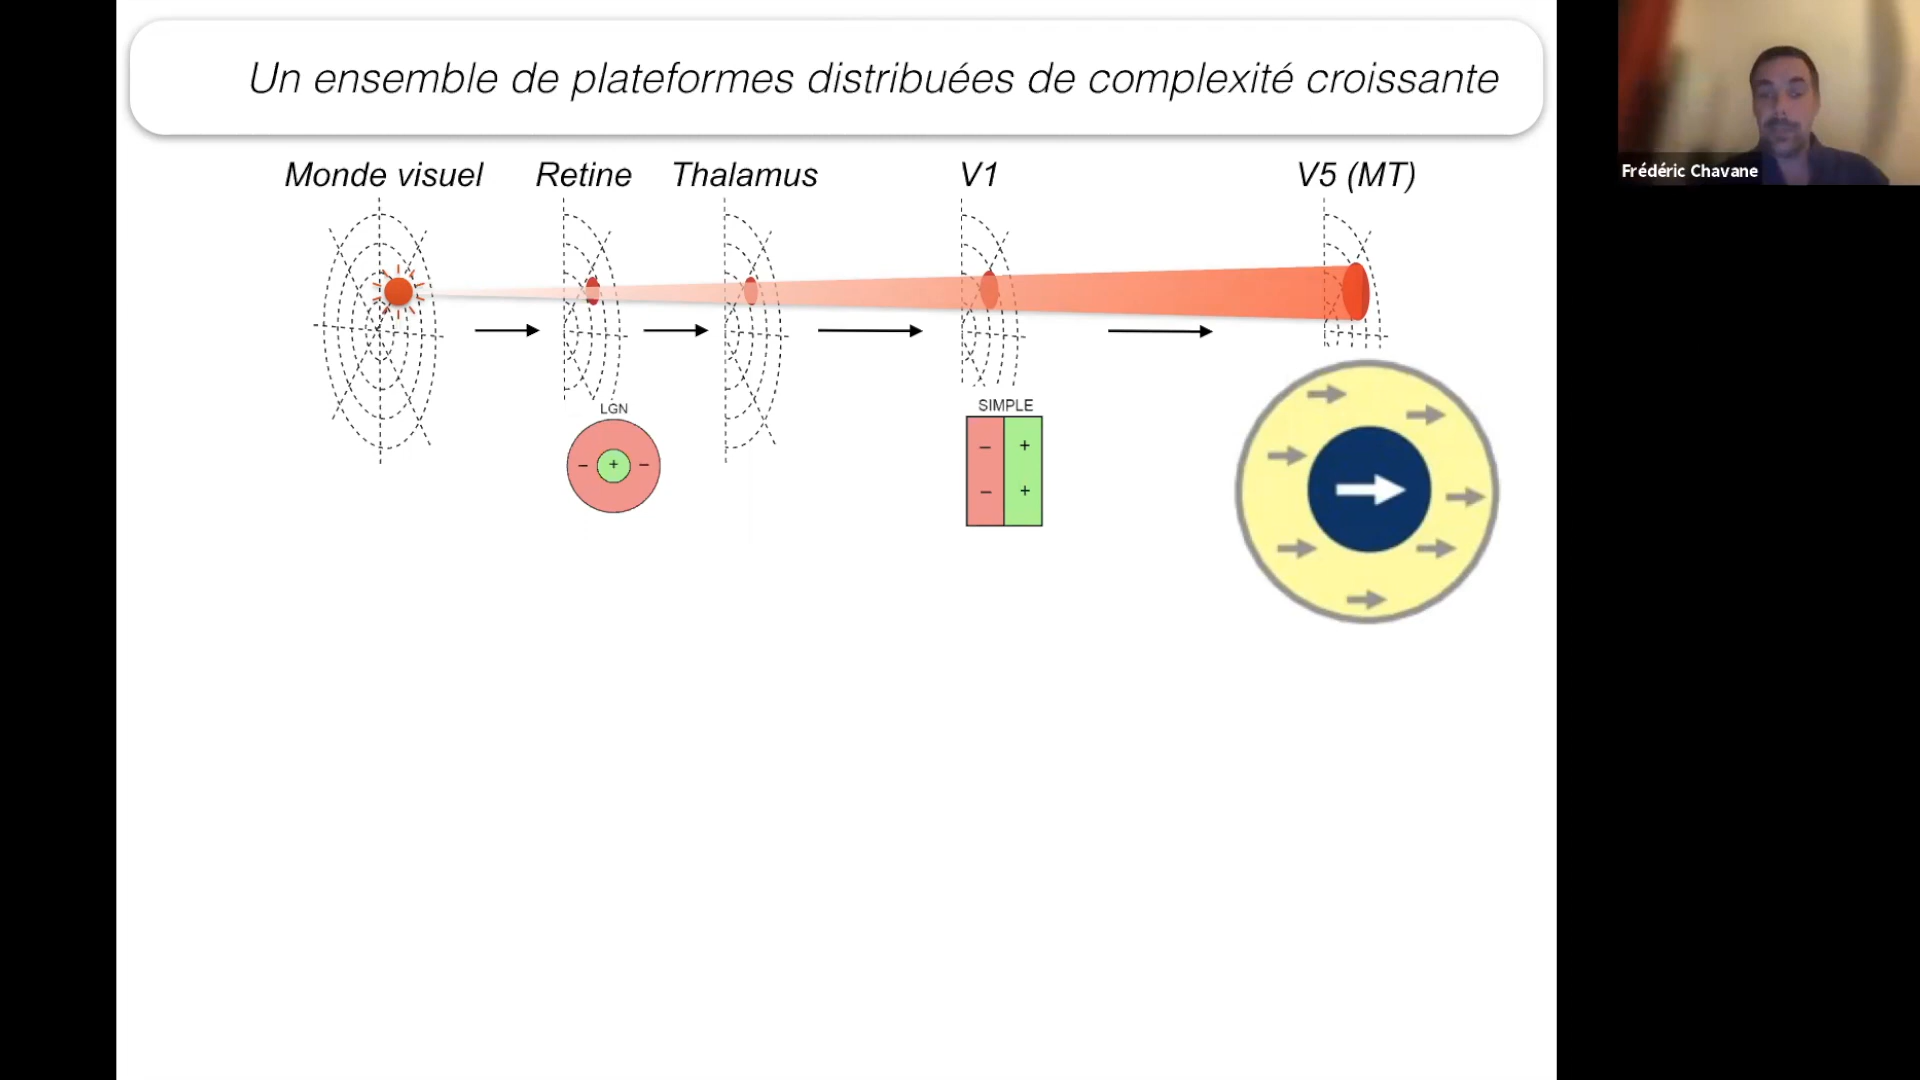 Un ensemble de plateformes distribuées de complexité croissante
Monde visuel Retine Thalamus V1 V5 (MT)
Frédéric Chavane
LGN
SIMPLE
– + –
– +
– +